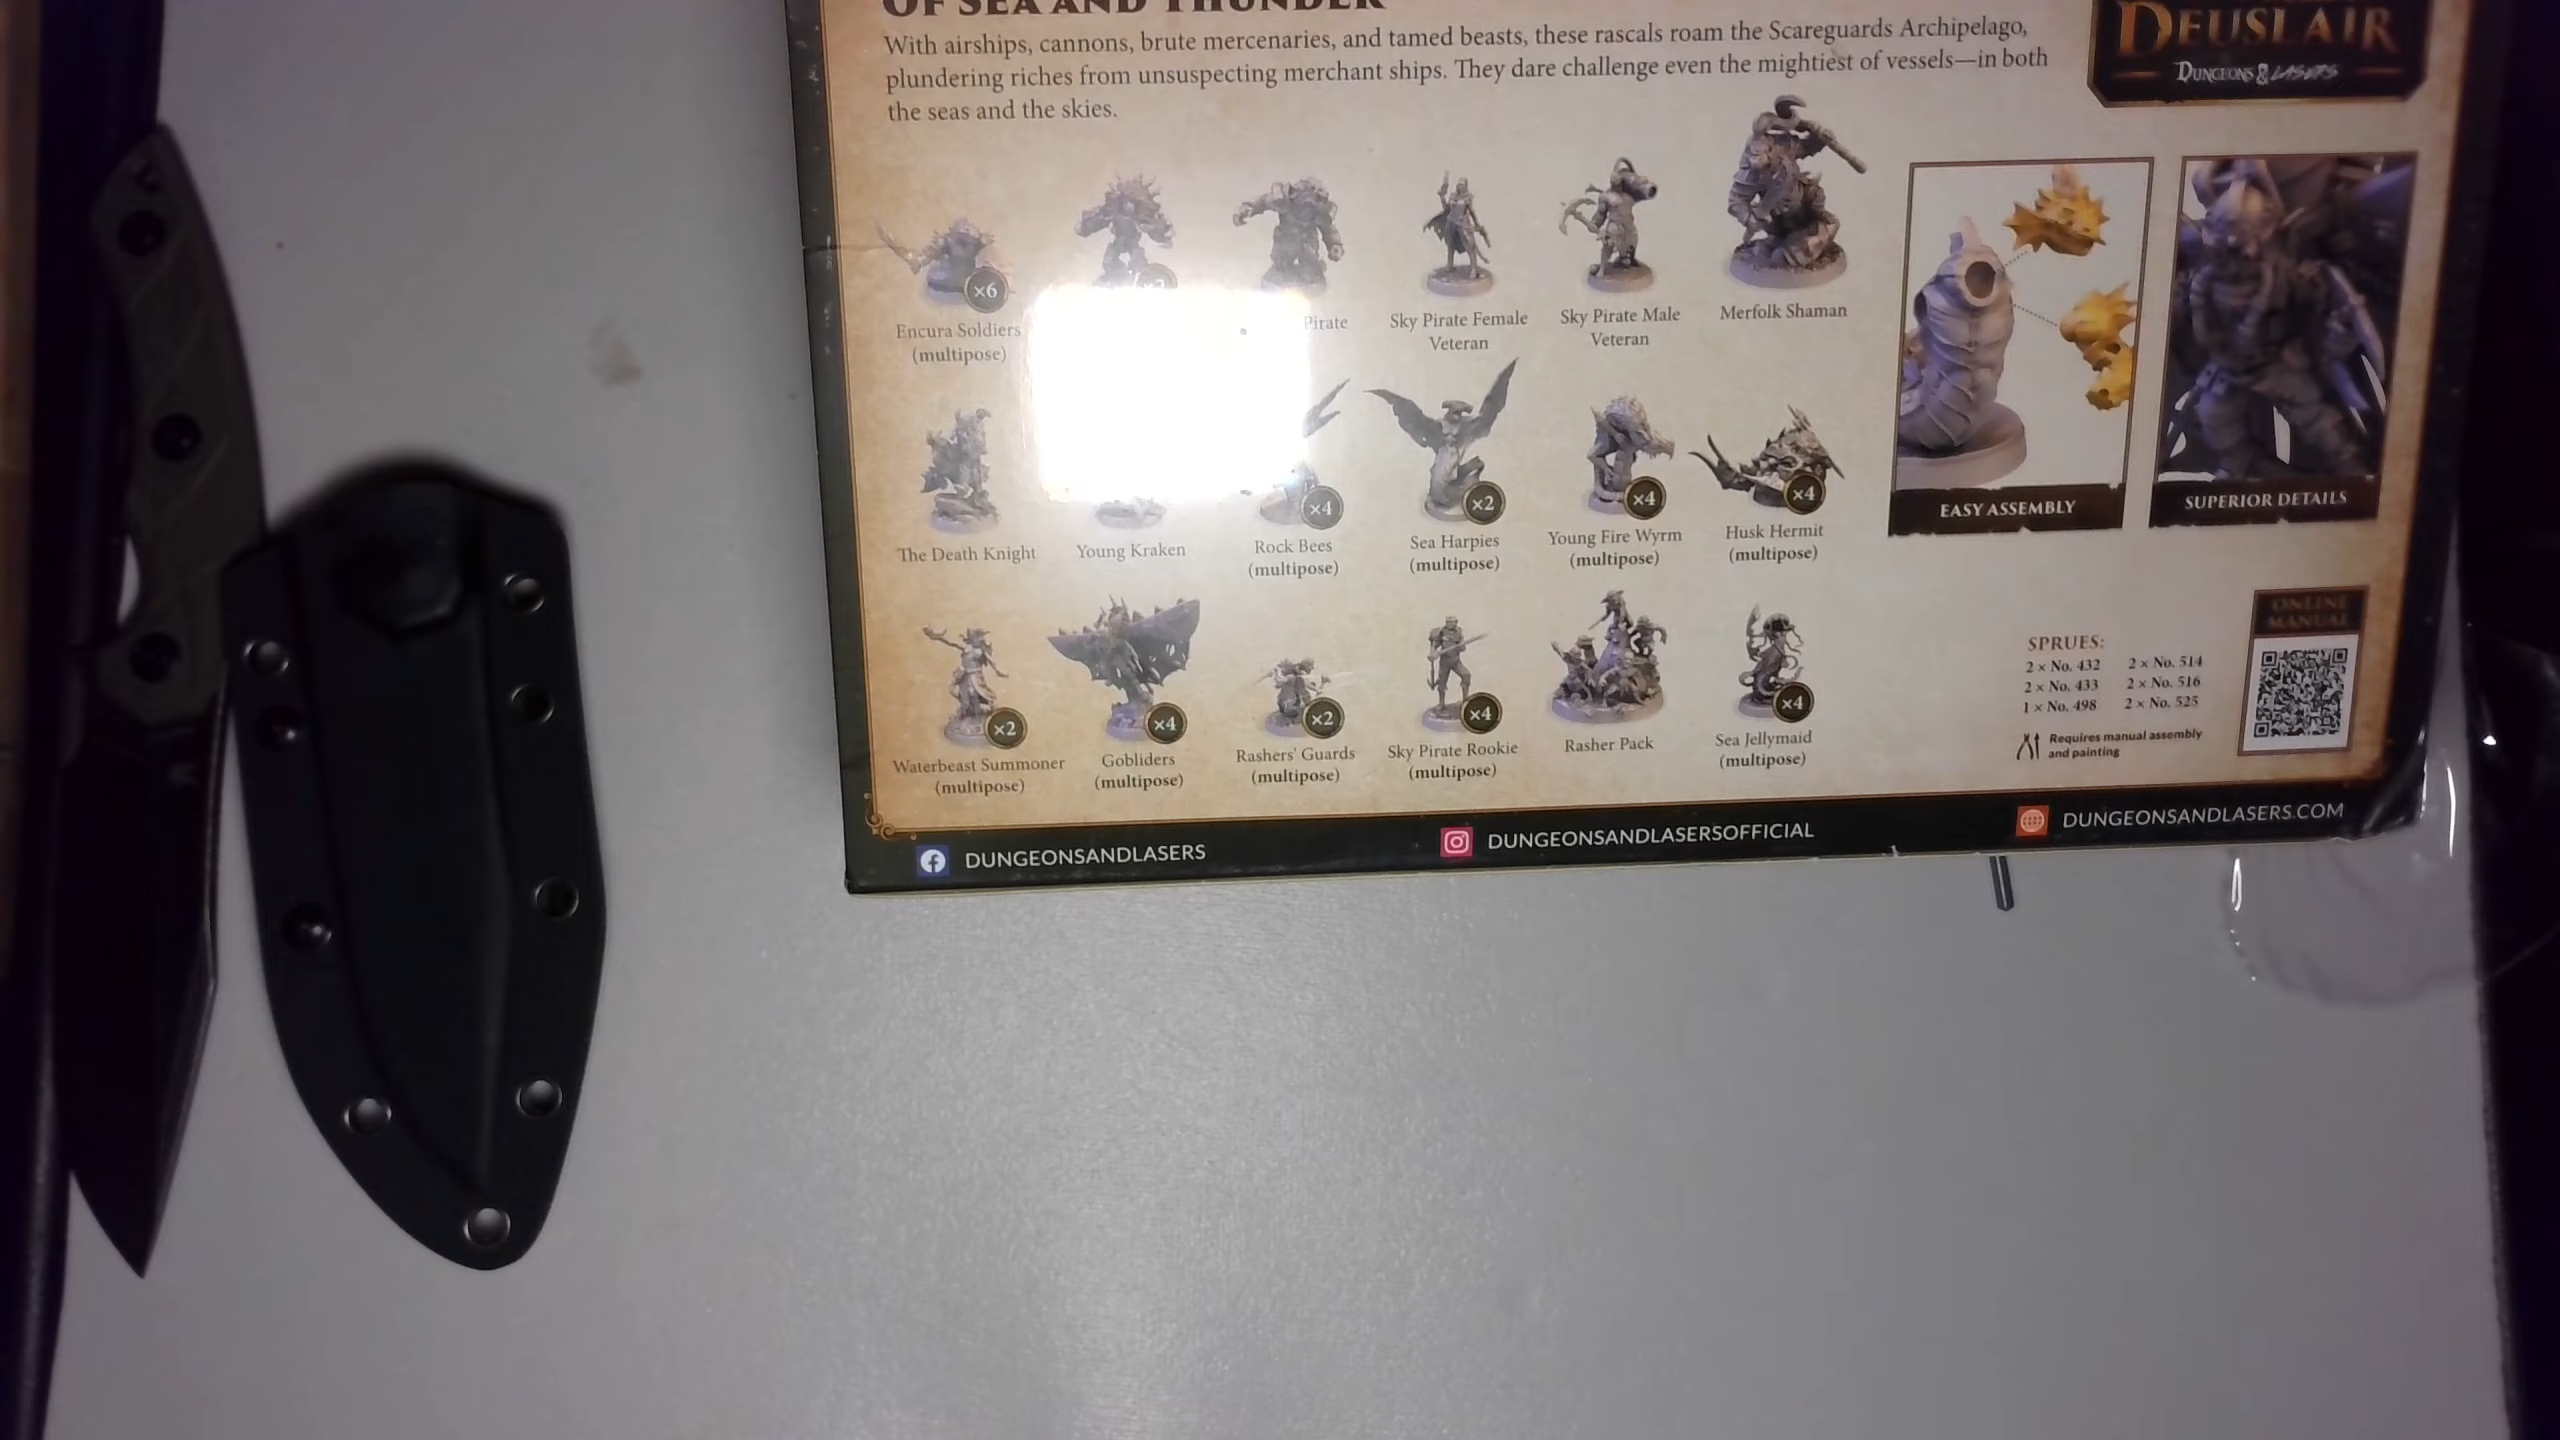 OF SEA AND THUNDER
With airships, cannons, brute mercenaries, and tamed beasts, these rascals roam the Scareguards Archipelago,
plundering riches from unsuspecting merchant ships. They dare challenge even the mightiest of vessels—in both
the seas and the skies.
DEUSLAIR
DUNGEONS & LASERS
×6
Encura Soldiers
(multipose)
Pirate
Sky Pirate Female
Veteran
Sky Pirate Male
Veteran
Merfolk Shaman
The Death Knight
Young Kraken
×4
Rock Bees
(multipose)
×2
Sea Harpies
(multipose)
×4
Young Fire Wyrm
(multipose)
×4
Husk Hermit
(multipose)
EASY ASSEMBLY
SUPERIOR DETAILS
×2
Waterbeast Summoner
(multipose)
×4
Gobliders
(multipose)
×2
Rashers' Guards
(multipose)
×4
Sky Pirate Rookie
(multipose)
Rasher Pack
×4
Sea Jellymaid
(multipose)
SPRUES:
2 × No. 432 2 × No. 514
2 × No. 433 2 × No. 516
1 × No. 498 2 × No. 525
Requires manual assembly
and painting
ONLINE
MANUAL
DUNGEONSANDLASERS
DUNGEONSANDLASERSOFFICIAL
DUNGEONSANDLASERS.COM